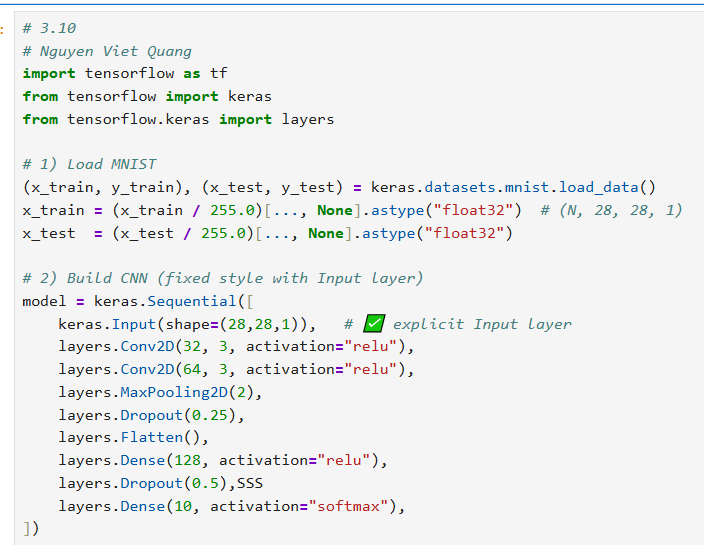 :
# 3.10
# Nguyen Viet Quang
import tensorflow as tf
from tensorflow import keras
from tensorflow.keras import layers
# 1) Load MNIST
(x_train, y_train), (x_test, y_test) = keras.datasets.mnist.load_data()
x_train = (x_train / 255.0)[..., None].astype("float32")  # (N, 28, 28, 1)
x_test  = (x_test / 255.0)[..., None].astype("float32")
# 2) Build CNN (fixed style with Input layer)
model = keras.Sequential([
    keras.Input(shape=(28,28,1)),   # ✅ explicit Input layer
    layers.Conv2D(32, 3, activation="relu"),
    layers.Conv2D(64, 3, activation="relu"),
    layers.MaxPooling2D(2),
    layers.Dropout(0.25),
    layers.Flatten(),
    layers.Dense(128, activation="relu"),
    layers.Dropout(0.5),SSS
    layers.Dense(10, activation="softmax"),
])